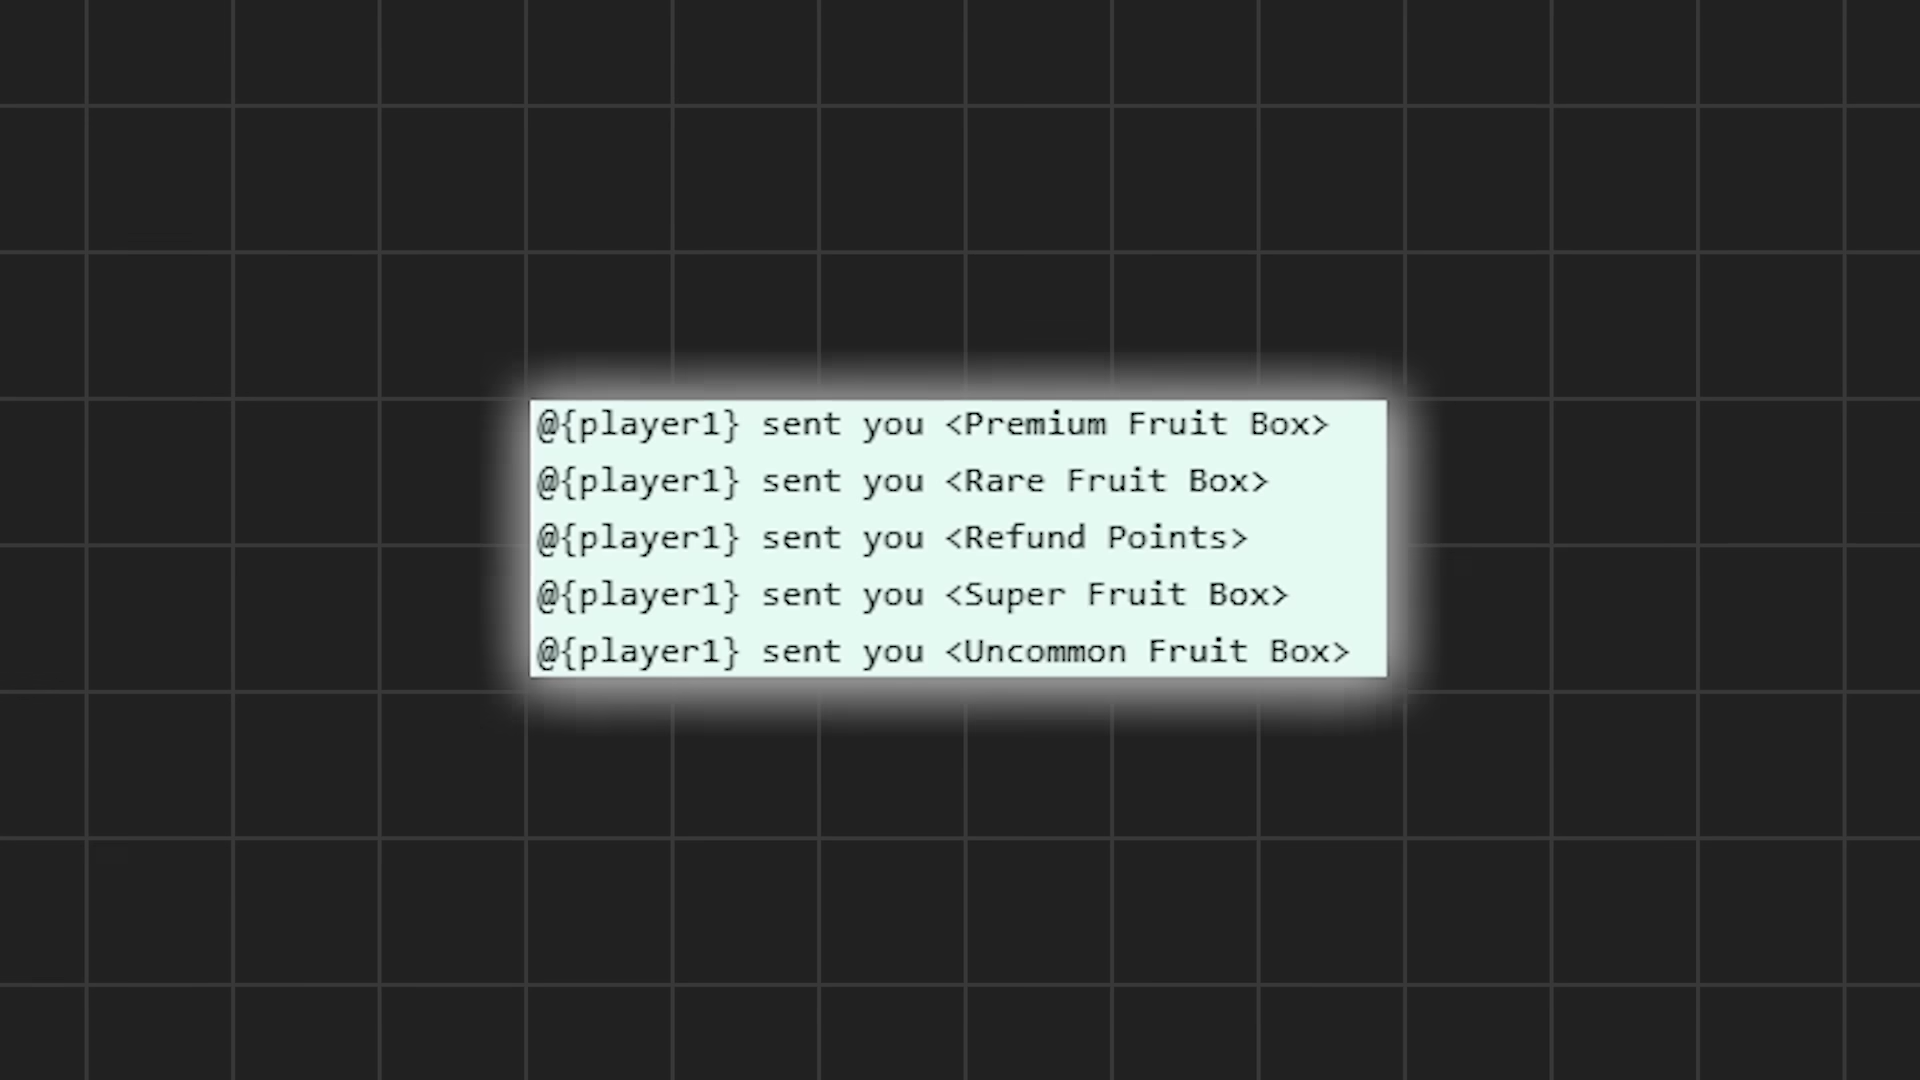 @{player1} sent you <Premium Fruit Box>
@{player1} sent you <Rare Fruit Box>
@{player1} sent you <Refund Points>
@{player1} sent you <Super Fruit Box>
@{player1} sent you <Uncommon Fruit Box>